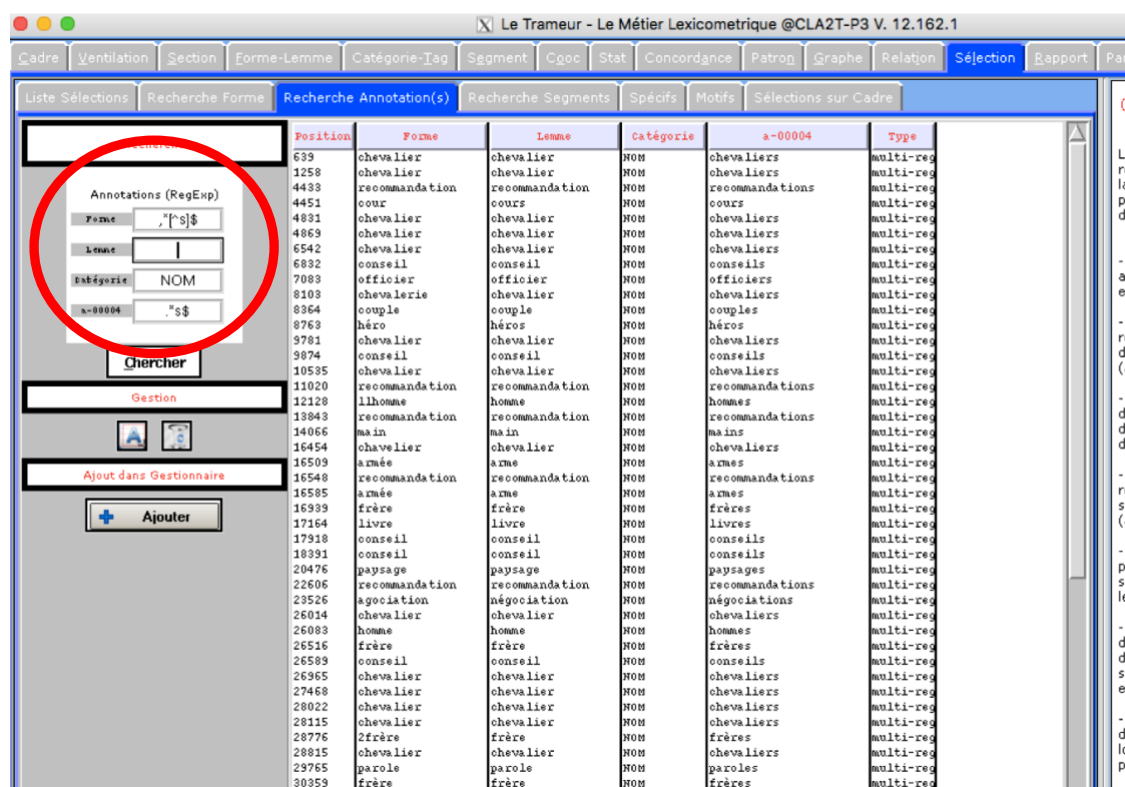 Le Trameur - Le Métier Lexicometrique @CLA2T-P3 V. 12.162.1
Cadre Ventilation Section Forme-Lemme Catégorie-Tag Segment Cooc Stat Concordance Patron Graphe Relation Sélection Rapport
Liste Sélections Recherche Forme Recherche Annotation(s) Recherche Segments Spécifs Motifs Sélections sur Cadre
Annotations (RegExp)
Forme ,*[^s]$
Lemme
Catégorie NOM
a-00004 .*s$
Chercher
Gestion
Ajout dans Gestionnaire
Ajouter
Position Forme Lemme Catégorie a-00004 Type
639 chevalier chevalier NOM chevaliers multi-reg
1258 chevalier chevalier NOM chevaliers multi-reg
4433 recommandation recommandation NOM recommandations multi-reg
4451 cour cours NOM cours multi-reg
4831 chevalier chevalier NOM chevaliers multi-reg
4869 chevalier chevalier NOM chevaliers multi-reg
6542 chevalier chevalier NOM chevaliers multi-reg
6832 conseil conseil NOM conseils multi-reg
7083 officier officier NOM officiers multi-reg
8103 chevalerie chevalier NOM chevaliers multi-reg
8364 couple couple NOM couples multi-reg
8763 héro héros NOM héros multi-reg
9781 chevalier chevalier NOM chevaliers multi-reg
9874 conseil conseil NOM conseils multi-reg
10535 chevalier chevalier NOM chevaliers multi-reg
11020 recommandation recommandation NOM recommandations multi-reg
12128 llhomme homme NOM hommes multi-reg
13843 recommandation recommandation NOM recommandations multi-reg
14066 main main NOM mains multi-reg
16454 chavelier chevalier NOM chevaliers multi-reg
16509 armée arme NOM armes multi-reg
16548 recommandation recommandation NOM recommandations multi-reg
16585 armée arme NOM armes multi-reg
16939 frère frère NOM frères multi-reg
17164 livre livre NOM livres multi-reg
17918 conseil conseil NOM conseils multi-reg
18391 conseil conseil NOM conseils multi-reg
20476 paysage paysage NOM paysages multi-reg
22606 recommandation recommandation NOM recommandations multi-reg
23526 agociation négociation NOM négociations multi-reg
26014 chevalier chevalier NOM chevaliers multi-reg
26083 homme homme NOM hommes multi-reg
26516 frère frère NOM frères multi-reg
26589 conseil conseil NOM conseils multi-reg
26965 chevalier chevalier NOM chevaliers multi-reg
27468 chevalier chevalier NOM chevaliers multi-reg
28022 chevalier chevalier NOM chevaliers multi-reg
28115 chevalier chevalier NOM chevaliers multi-reg
28776 2frère frère NOM frères multi-reg
28815 chevalier chevalier NOM chevaliers multi-reg
29765 parole parole NOM paroles multi-reg
30359 frère frère NOM frères multi-reg